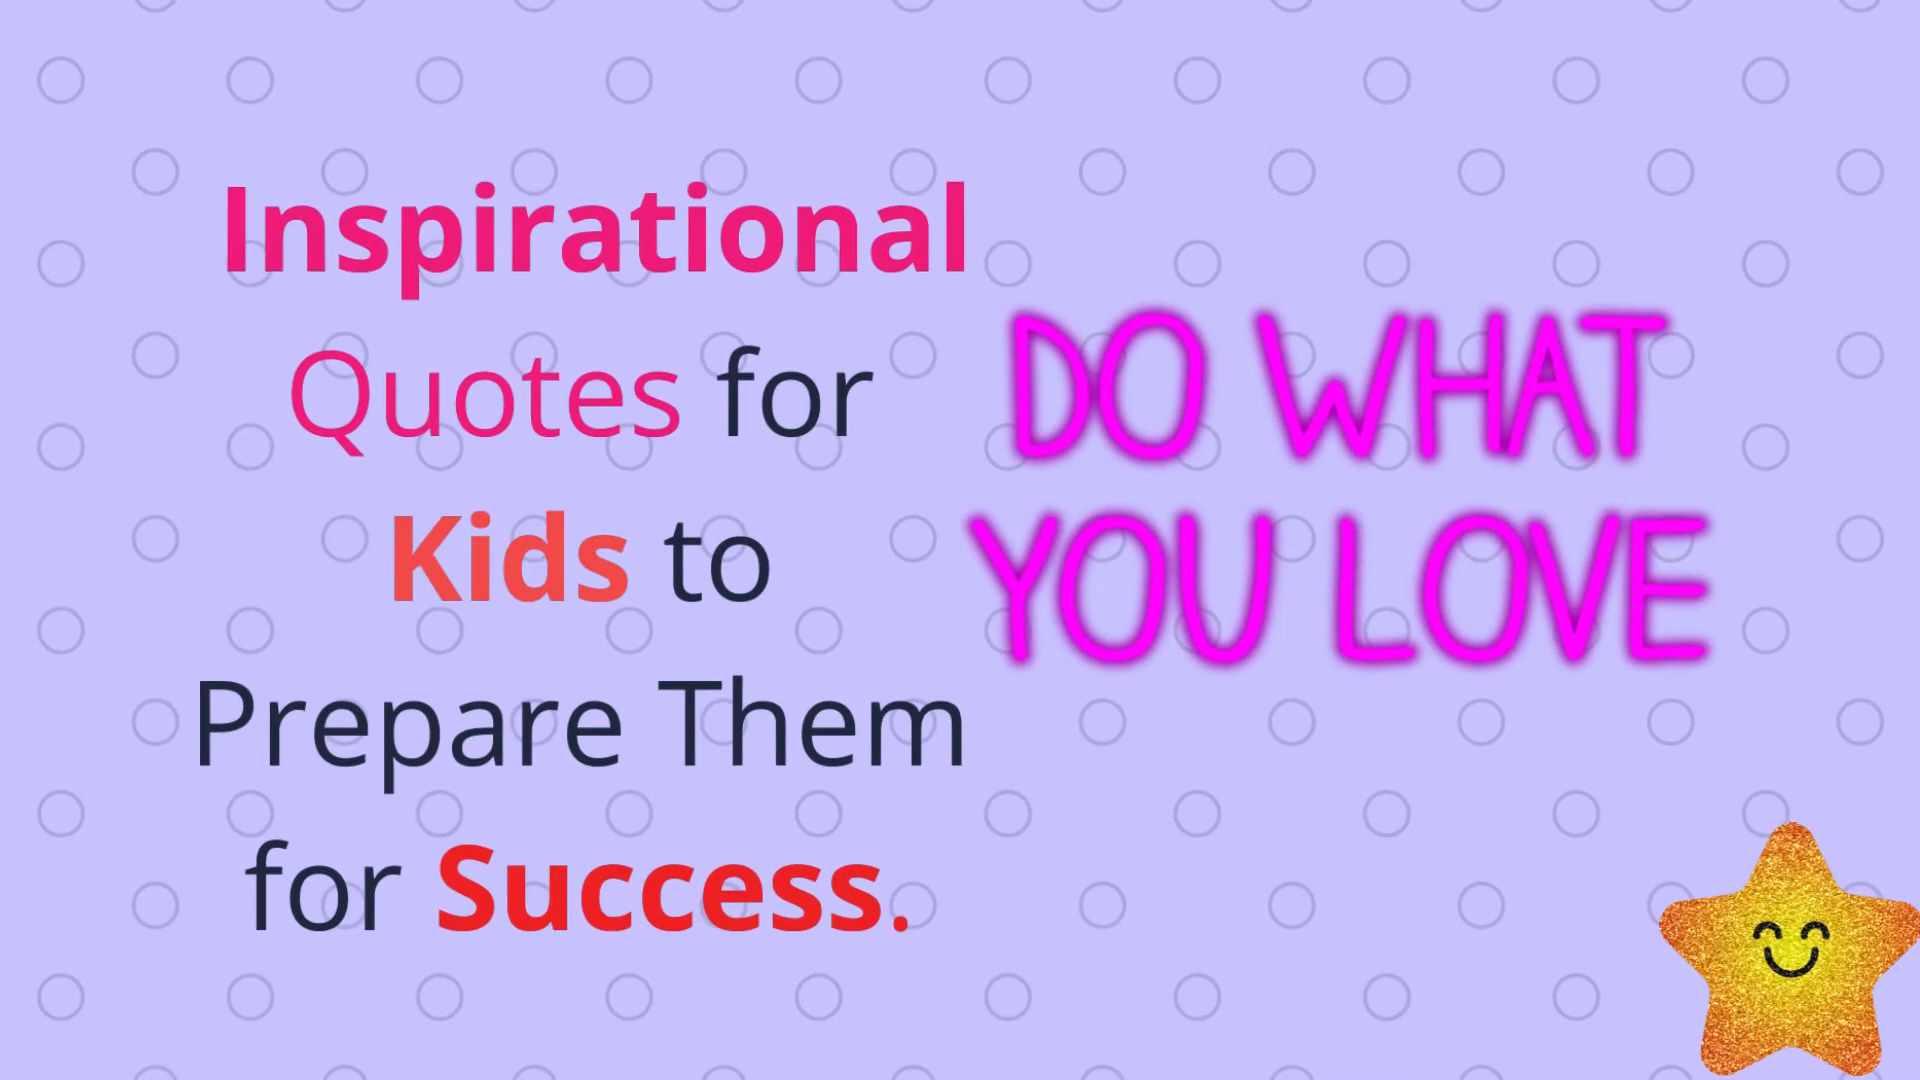 Inspirational
Quotes for
Kids to
Prepare Them
for Success.
DO WHAT
YOU LOVE